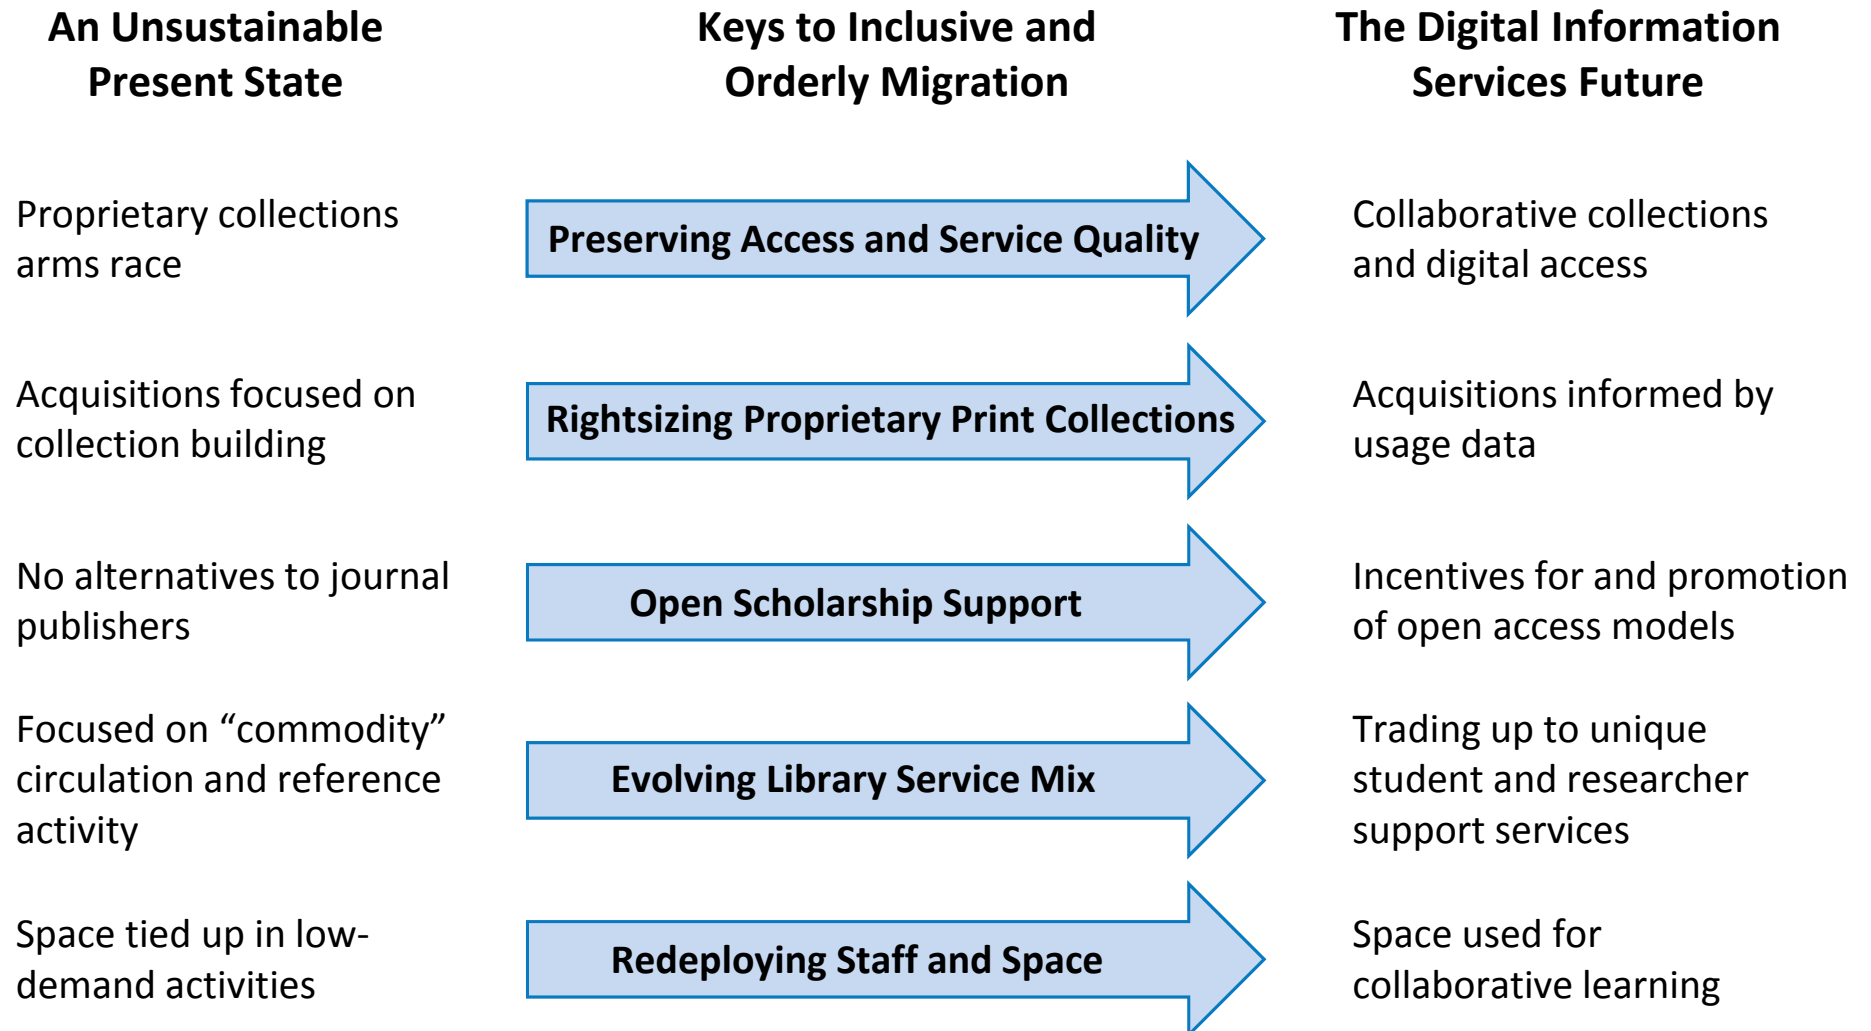 An Unsustainable
Present State
Keys to Inclusive and
Orderly Migration
The Digital Information
Services Future
Proprietary collections
arms race
Preserving Access and Service Quality
Collaborative collections
and digital access
Acquisitions focused on
collection building
Rightsizing Proprietary Print Collections
Acquisitions informed by
usage data
No alternatives to journal
publishers
Open Scholarship Support
Incentives for and promotion
of open access models
Focused on “commodity”
circulation and reference
activity
Evolving Library Service Mix
Trading up to unique
student and researcher
support services
Space tied up in low-
demand activities
Redeploying Staff and Space
Space used for
collaborative learning